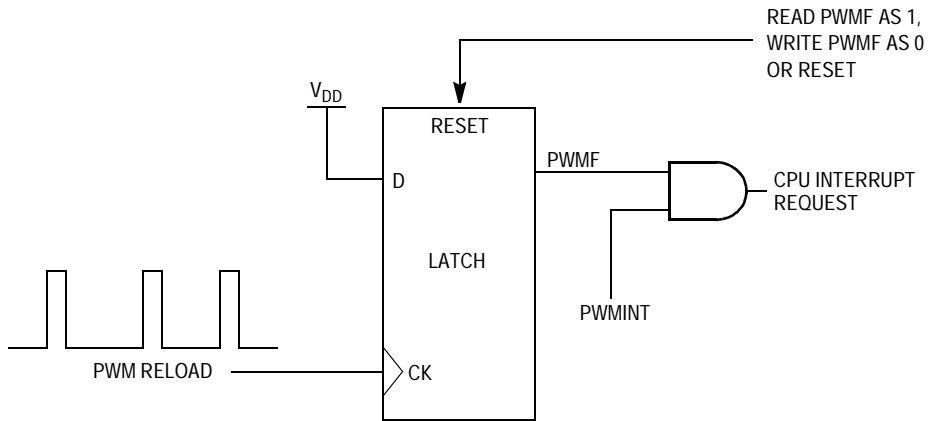 READ PWMF AS 1,
WRITE PWMF AS 0
OR RESET
VDD
RESET
PWMF
D
CPU INTERRUPT
REQUEST
LATCH
PWMINT
PWM RELOAD
CK